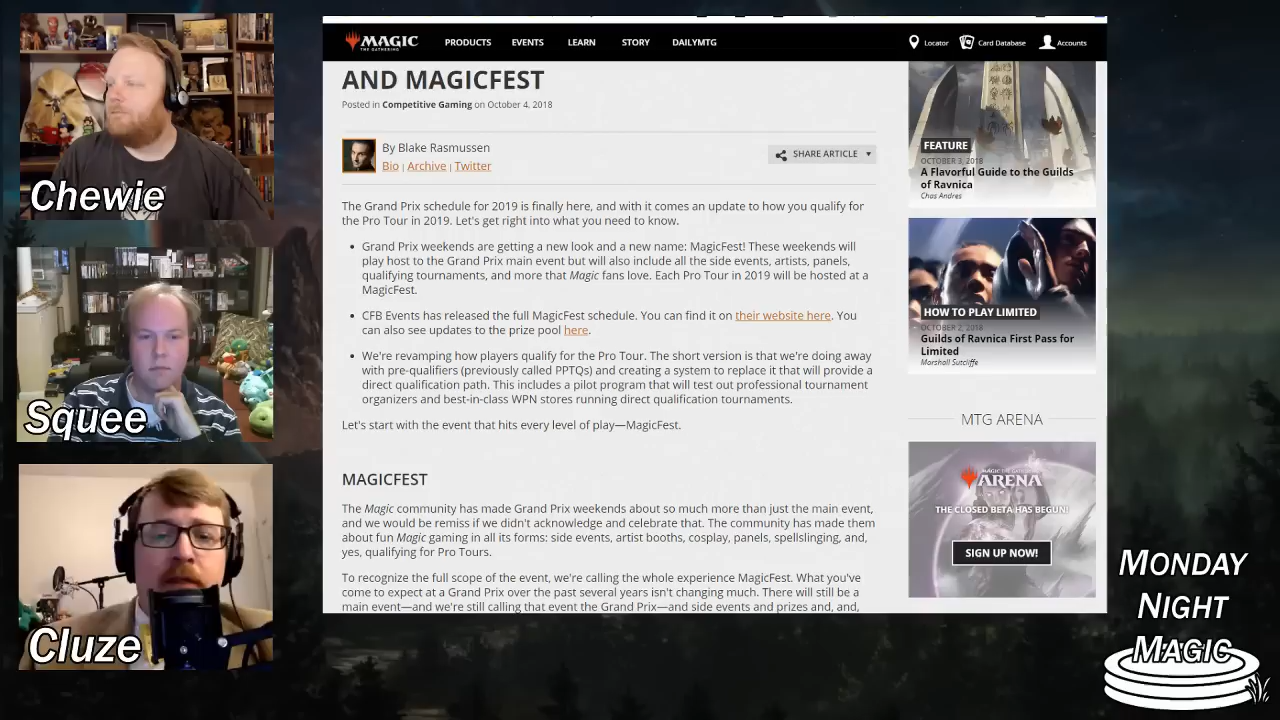 Chewie
Squee
Cluze
MAGIC
THE GATHERING
PRODUCTS EVENTS LEARN STORY DAILYMTG
Locator Card Database Accounts
AND MAGICFEST
Posted in Competitive Gaming on October 4, 2018
By Blake Rasmussen
Bio | Archive | Twitter
SHARE ARTICLE
The Grand Prix schedule for 2019 is finally here, and with it comes an update to how you qualify for
the Pro Tour in 2019. Let's get right into what you need to know.
• Grand Prix weekends are getting a new look and a new name: MagicFest! These weekends will
play host to the Grand Prix main event but will also include all the side events, artists, panels,
qualifying tournaments, and more that Magic fans love. Each Pro Tour in 2019 will be hosted at a
MagicFest.
• CFB Events has released the full MagicFest schedule. You can find it on their website here. You
can also see updates to the prize pool here.
• We're revamping how players qualify for the Pro Tour. The short version is that we're doing away
with pre-qualifiers (previously called PPTQs) and creating a system to replace it that will provide a
direct qualification path. This includes a pilot program that will test out professional tournament
organizers and best-in-class WPN stores running direct qualification tournaments.
Let's start with the event that hits every level of play—MagicFest.
MAGICFEST
The Magic community has made Grand Prix weekends about so much more than just the main event,
and we would be remiss if we didn't acknowledge and celebrate that. The community has made them
about fun Magic gaming in all its forms: side events, artist booths, cosplay, panels, spellslinging, and,
yes, qualifying for Pro Tours.
To recognize the full scope of the event, we're calling the whole experience MagicFest. What you've
come to expect at a Grand Prix over the past several years isn't changing much. There will still be a
main event—and we're still calling that event the Grand Prix—and side events and prizes and, and,
FEATURE
OCTOBER 3, 2018
A Flavorful Guide to the Guilds
of Ravnica
Chas Andres
HOW TO PLAY LIMITED
OCTOBER 2, 2018
Guilds of Ravnica First Pass for
Limited
Marshall Sutcliffe
MTG ARENA
MAGIC THE GATHERING
ARENA
THE CLOSED BETA HAS BEGUN!
SIGN UP NOW!
MONDAY
NIGHT
MAGIC